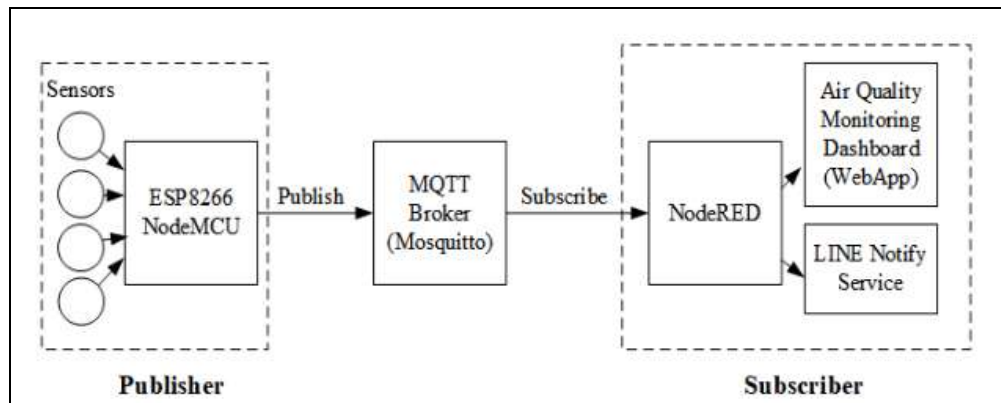 Sensors
ESP8266
NodeMCU
Publish
MQTT
Broker
(Mosquitto)
Subscribe
NodeRED
Air Quality
Monitoring
Dashboard
(WebApp)
LINE Notify
Service
Publisher
Subscriber